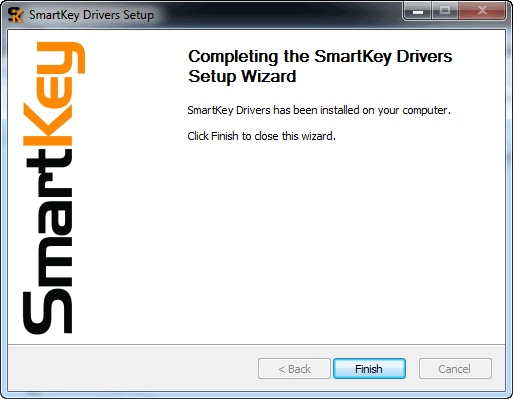 SK SmartKey Drivers Setup
SmartKey
Completing the SmartKey Drivers
Setup Wizard
SmartKey Drivers has been installed on your computer.
Click Finish to close this wizard.
< Back
Finish
Cancel